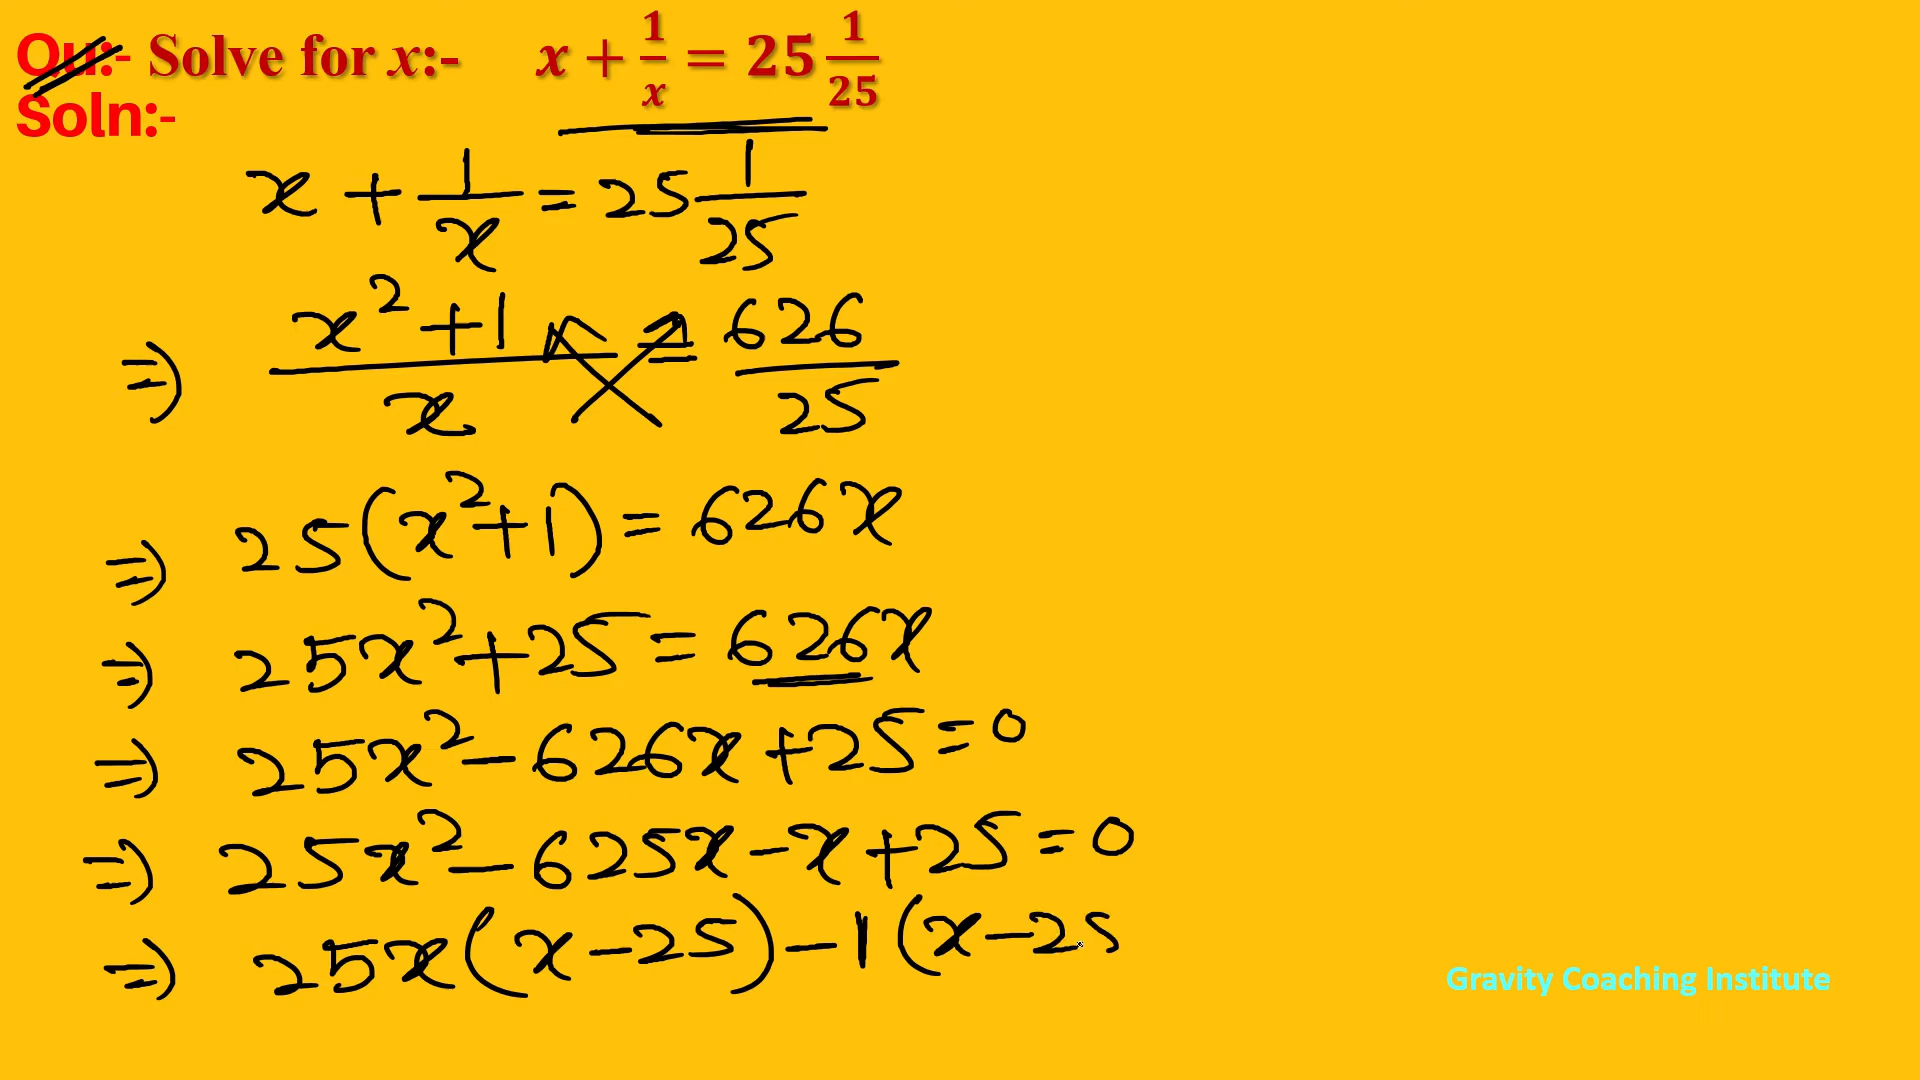 Qu:- Solve for x:- x + 1/x = 25 1/25
Soln:-
x + 1/x = 25 1/25
⇒ (x² + 1)/x = 626/25
⇒ 25(x² + 1) = 626x
⇒ 25x² + 25 = 626x
⇒ 25x² - 626x + 25 = 0
⇒ 25x² - 625x - x + 25 = 0
⇒ 25x(x - 25) - 1(x - 25
Gravity Coaching Institute